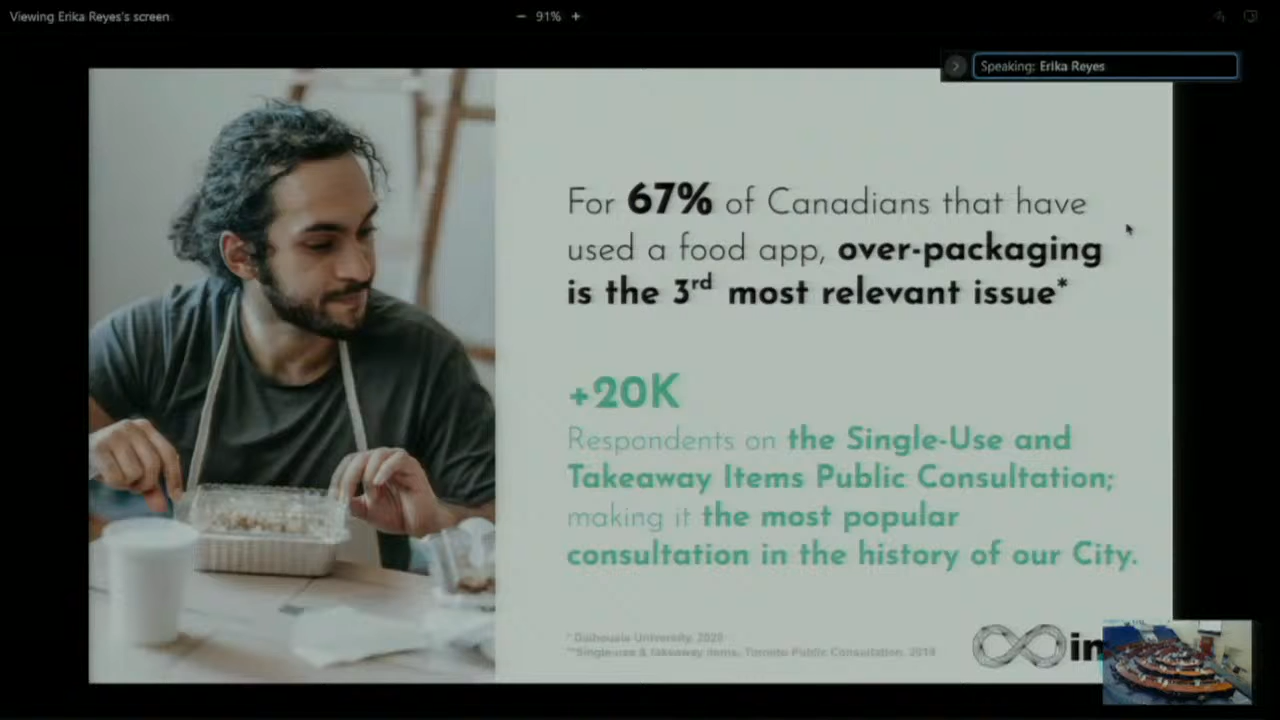 Viewing Erika Reyes's screen
− 91% +
Speaking: Erika Reyes
For 67% of Canadians that have
used a food app, over-packaging
is the 3rd most relevant issue*
+20K
Respondents on the Single-Use and
Takeaway Items Public Consultation;
making it the most popular
consultation in the history of our City.
* Dalhousie University, 2020
**Single-use & takeaway items, Toronto Public Consultation, 2019
in